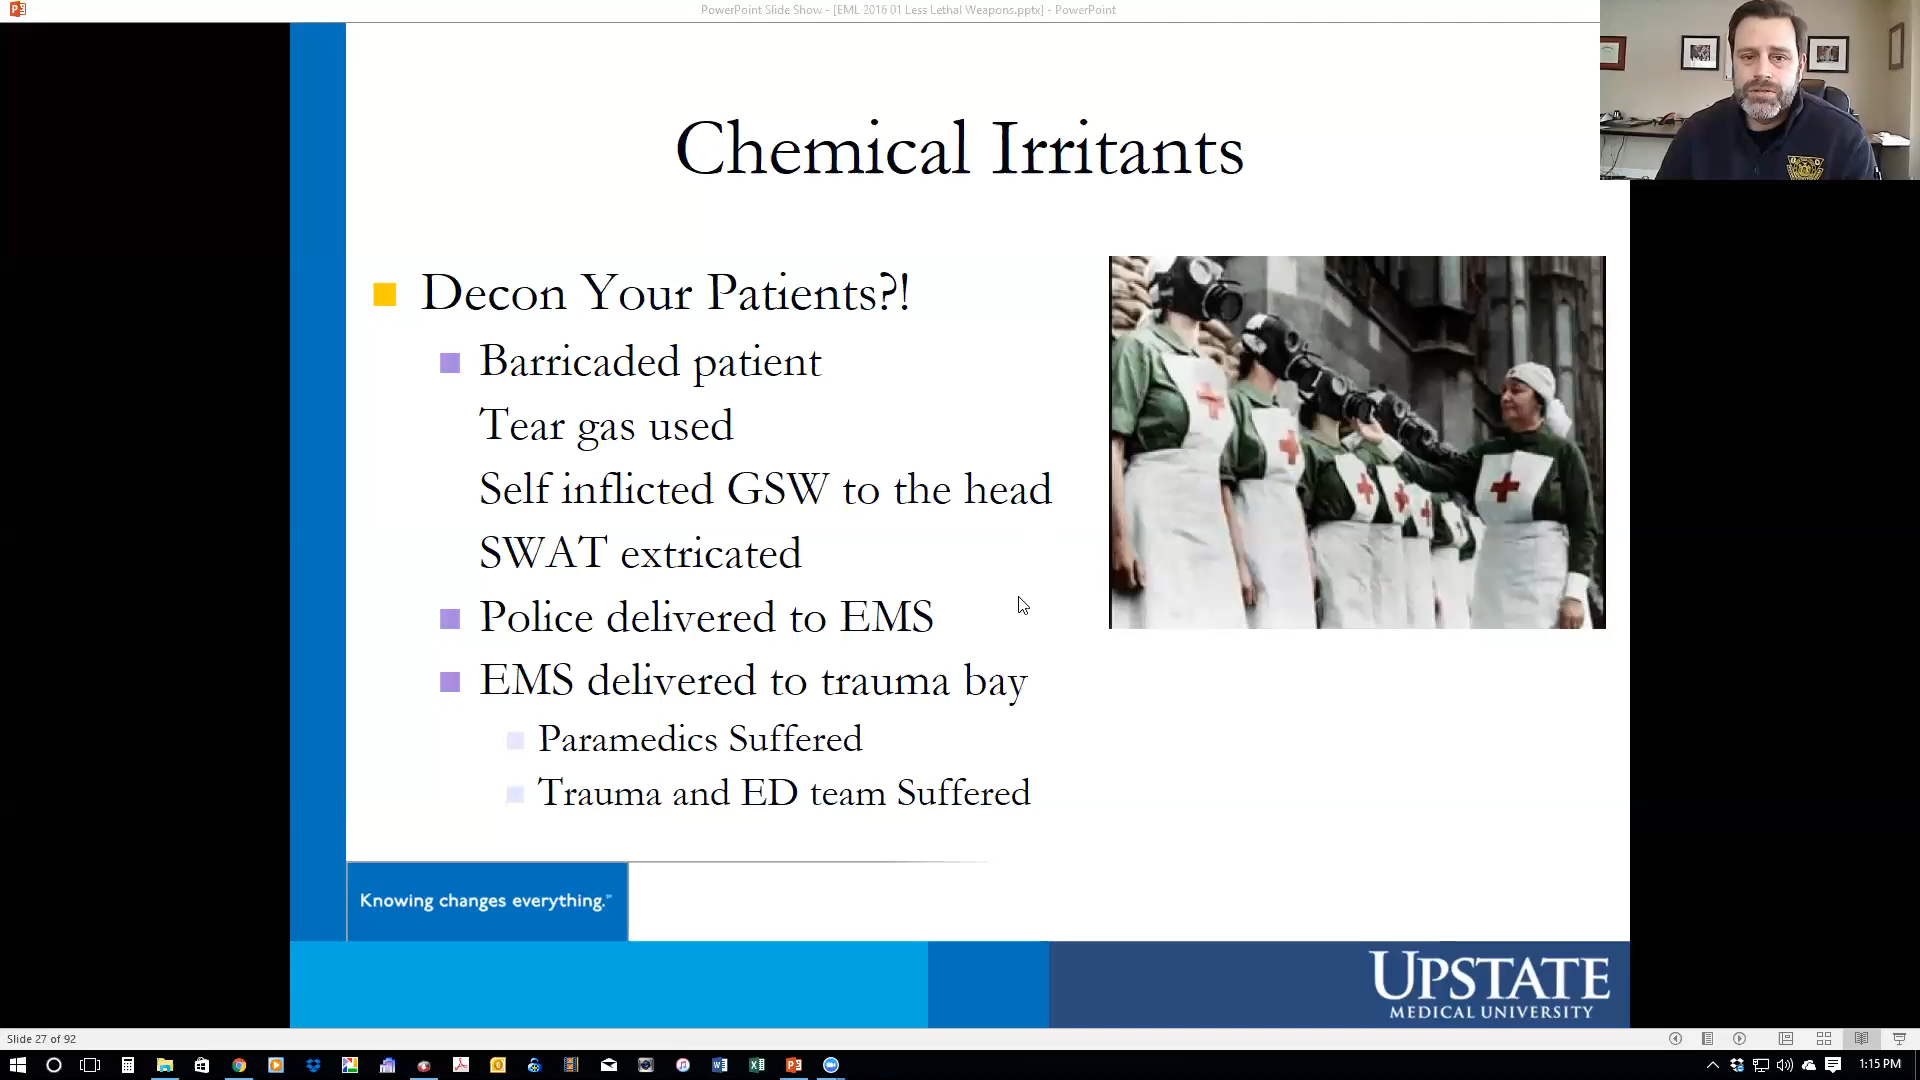 PowerPoint Slide Show - [EML 2016 01 Less Lethal Weapons.pptx] - PowerPoint
Chemical Irritants
Decon Your Patients?!
Barricaded patient
Tear gas used
Self inflicted GSW to the head
SWAT extricated
Police delivered to EMS
EMS delivered to trauma bay
Paramedics Suffered
Trauma and ED team Suffered
Knowing changes everything.
UPSTATE
MEDICAL UNIVERSITY
Slide 27 of 92
1:15 PM